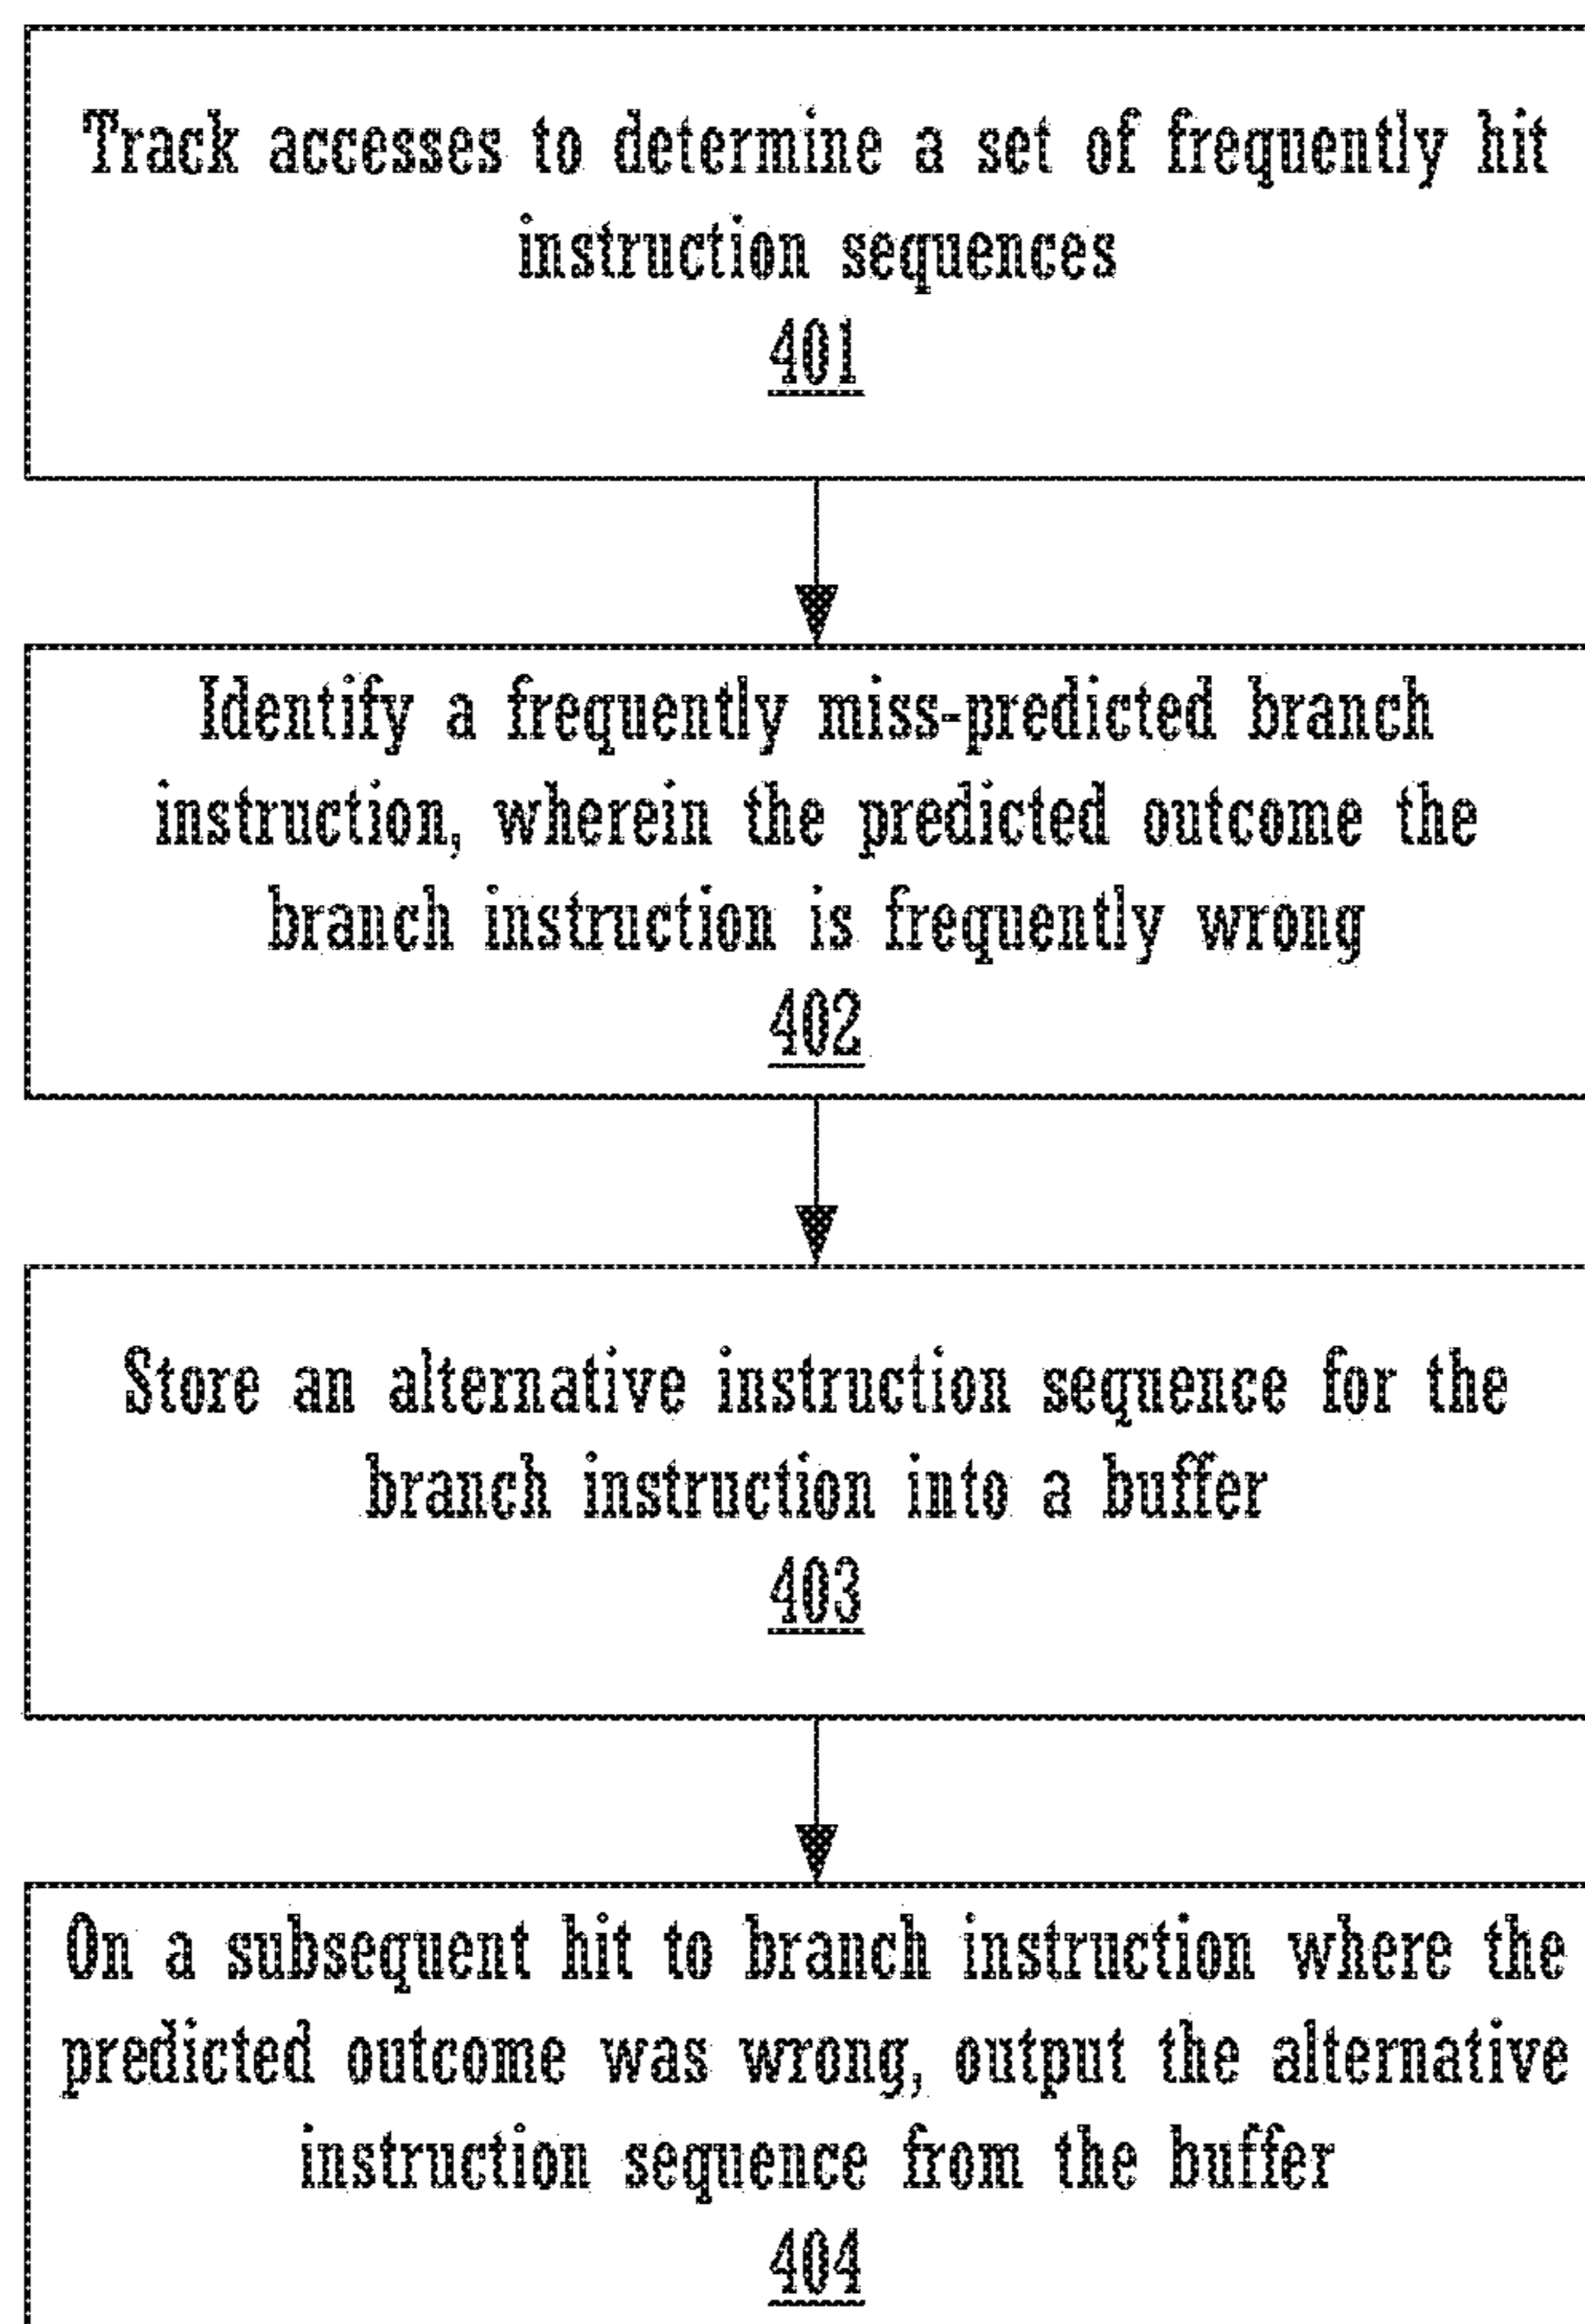 Track accesses to determine a set of frequently hit
instruction sequences
401
Identify a frequently miss-predicted branch
instruction, wherein the predicted outcome the
branch instruction is frequently wrong
402
Store an alternative instruction sequence for the
branch instruction into a buffer
403
On a subsequent hit to branch instruction where the
predicted outcome was wrong, output the alternative
instruction sequence from the buffer
404